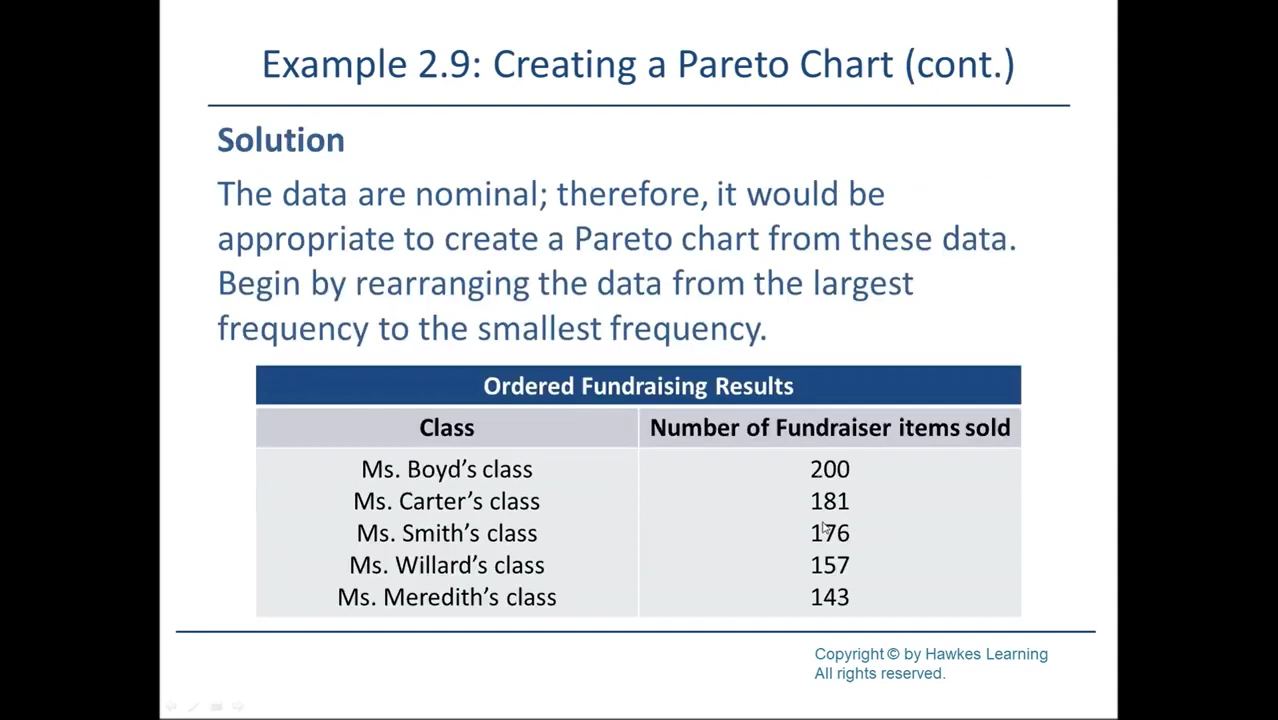 Example 2.9: Creating a Pareto Chart (cont.)
Solution
The data are nominal; therefore, it would be
appropriate to create a Pareto chart from these data.
Begin by rearranging the data from the largest
frequency to the smallest frequency.
Ordered Fundraising Results
Class Number of Fundraiser items sold
Ms. Boyd’s class 200
Ms. Carter’s class 181
Ms. Smith’s class 176
Ms. Willard’s class 157
Ms. Meredith’s class 143
Copyright © by Hawkes Learning
All rights reserved.